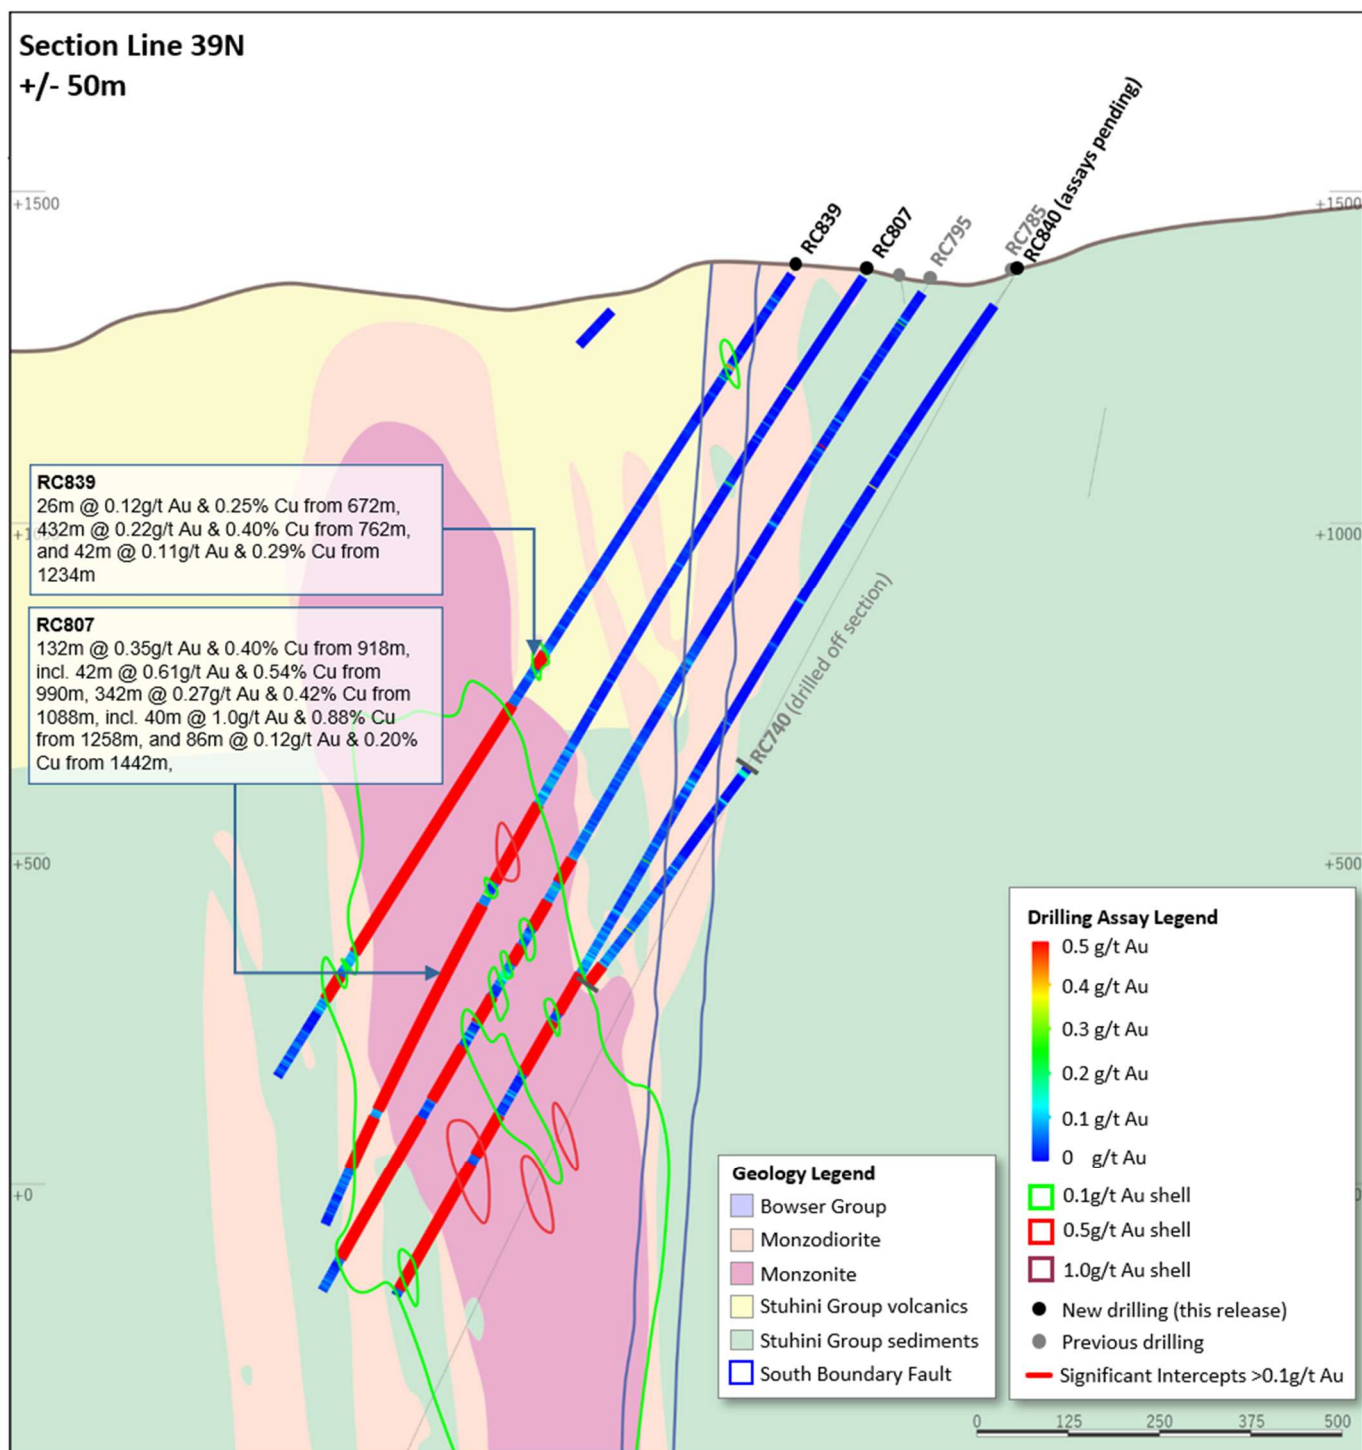 Section Line 39N
+/- 50m
RC839
RC807
RC795
RC785
RC840 (assays pending)
+1500
+1500
RC839
26m @ 0.12g/t Au & 0.25% Cu from 672m,
432m @ 0.22g/t Au & 0.40% Cu from 762m,
and 42m @ 0.11g/t Au & 0.29% Cu from
1234m
+1000
RC807
132m @ 0.35g/t Au & 0.40% Cu from 918m,
incl. 42m @ 0.61g/t Au & 0.54% Cu from
990m, 342m @ 0.27g/t Au & 0.42% Cu from
1088m, incl. 40m @ 1.0g/t Au & 0.88% Cu
from 1258m, and 86m @ 0.12g/t Au & 0.20%
Cu from 1442m,
RC740 (drilled off section)
+500
+500
+0
Drilling Assay Legend
0.5 g/t Au
0.4 g/t Au
0.3 g/t Au
0.2 g/t Au
0.1 g/t Au
0 g/t Au
0.1g/t Au shell
0.5g/t Au shell
1.0g/t Au shell
New drilling (this release)
Previous drilling
Significant Intercepts >0.1g/t Au
Geology Legend
Bowser Group
Monzodiorite
Monzonite
Stuhini Group volcanics
Stuhini Group sediments
South Boundary Fault
0 125 250 375 500